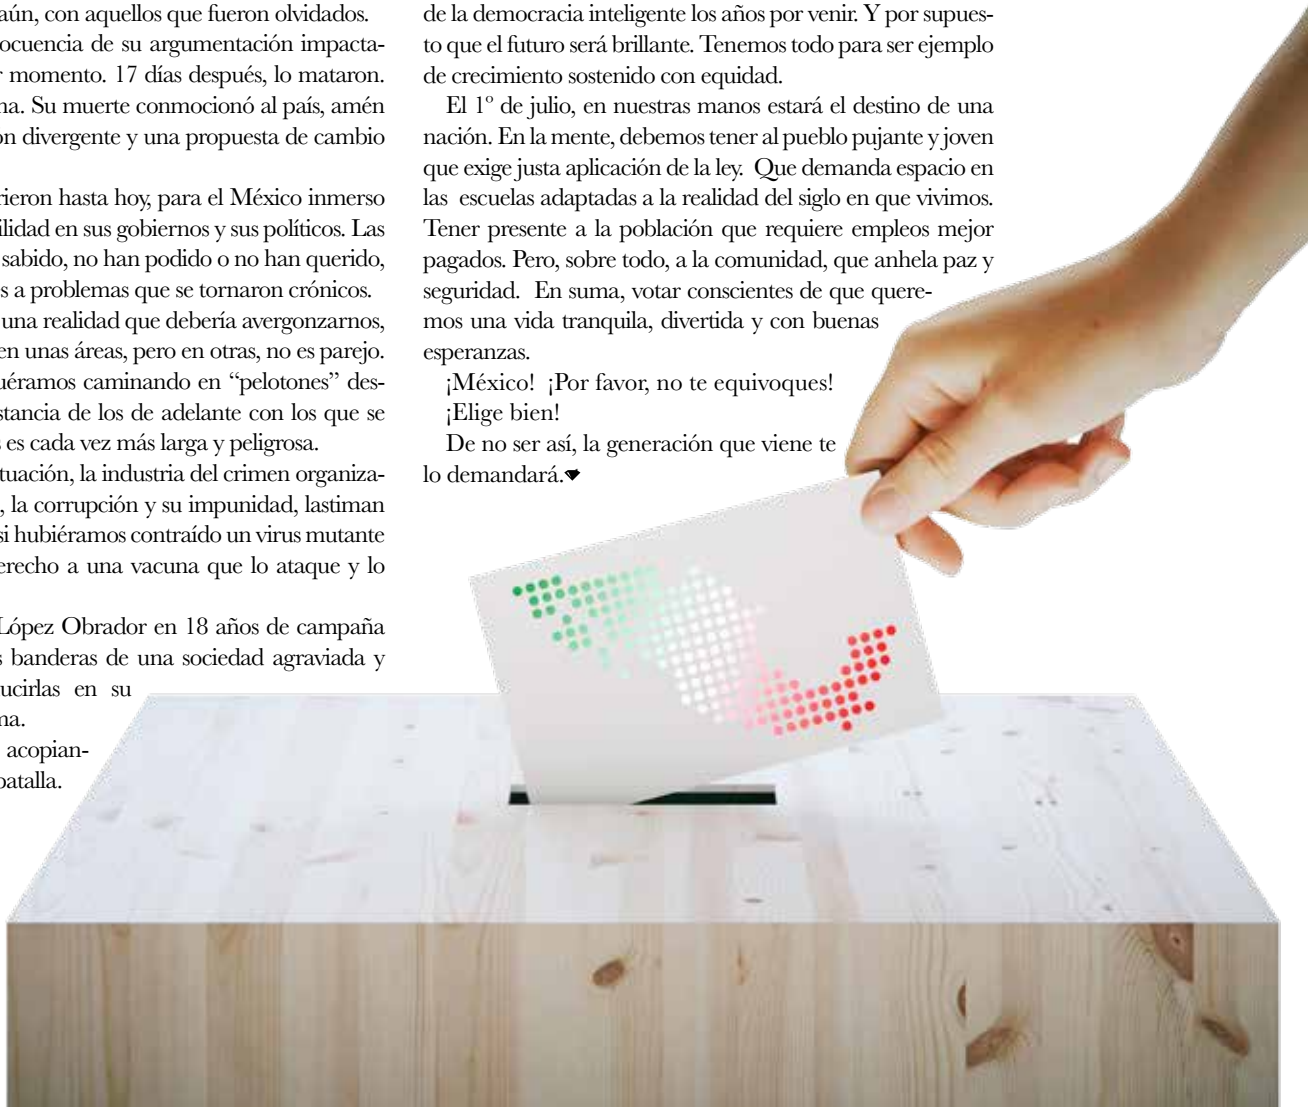 aún, con aquellos que fueron olvidados.
ocuencia de su argumentación impacta-
r momento. 17 días después, lo mataron.
na. Su muerte conmocionó al país, amén
ón divergente y una propuesta de cambio
rieron hasta hoy, para el México inmerso
ilidad en sus gobiernos y sus políticos. Las
sabido, no han podido o no han querido,
s a problemas que se tornaron crónicos.
una realidad que debería avergonzarnos,
en unas áreas, pero en otras, no es parejo.
uéramos caminando en “pelotones” des-
stancia de los de adelante con los que se
s es cada vez más larga y peligrosa.
tuación, la industria del crimen organiza-
, la corrupción y su impunidad, lastiman
si hubiéramos contraído un virus mutante
erecho a una vacuna que lo ataque y lo
López Obrador en 18 años de campaña
s banderas de una sociedad agraviada y
ucirlas en su
na.
acopian-
batalla.
de la democracia inteligente los años por venir. Y por supues-
to que el futuro será brillante. Tenemos todo para ser ejemplo
de crecimiento sostenido con equidad.
El 1º de julio, en nuestras manos estará el destino de una
nación. En la mente, debemos tener al pueblo pujante y joven
que exige justa aplicación de la ley. Que demanda espacio en
las escuelas adaptadas a la realidad del siglo en que vivimos.
Tener presente a la población que requiere empleos mejor
pagados. Pero, sobre todo, a la comunidad, que anhela paz y
seguridad. En suma, votar conscientes de que quere-
mos una vida tranquila, divertida y con buenas
esperanzas.
¡México! ¡Por favor, no te equivoques!
¡Elige bien!
De no ser así, la generación que viene te
lo demandará.